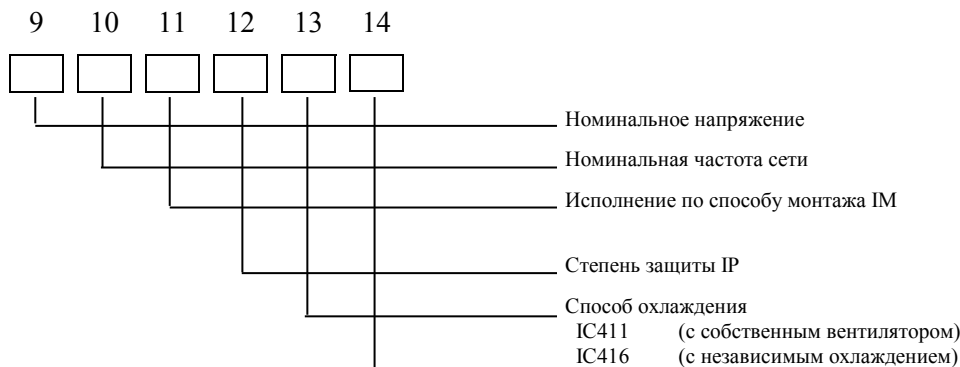 9 10 11 12 13 14
Номинальное напряжение
Номинальная частота сети
Исполнение по способу монтажа IM
Степень защиты IP
Способ охлаждения
IC411 (с собственным вентилятором)
IC416 (с независимым охлаждением)